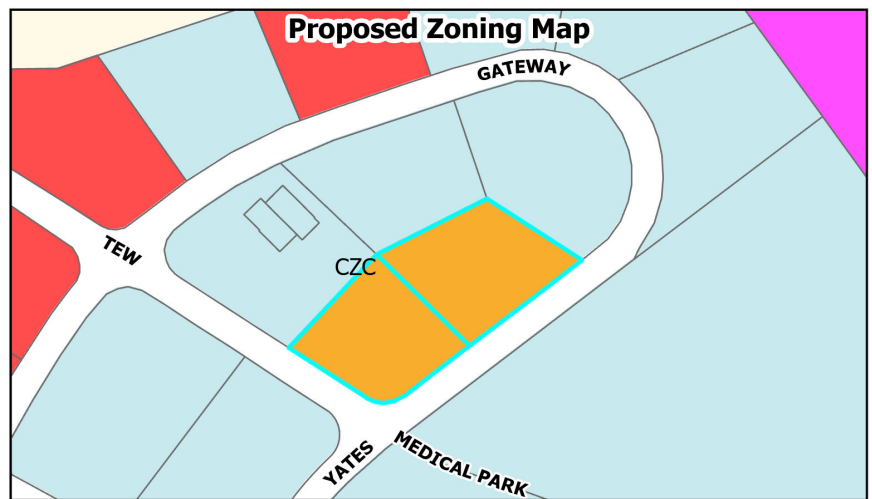 Proposed Zoning Map
GATEWAY
TEW
CZC
YATES
MEDICAL PARK